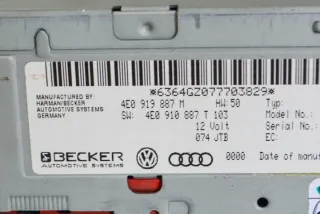 *6364GZ077703829*
MANUFACTURED BY:
HARMAN/BECKER
AUTOMOTIVE SYSTEMS
GERMANY
4E0 919 887 M HW: 50 Typ:
SW: 4E0 910 887 T 103 Model No.:
12 Volt Serial No.:
074 JTB EC:
BECKER 0000 Date of manu
AUTOMOTIVE SYSTEMS